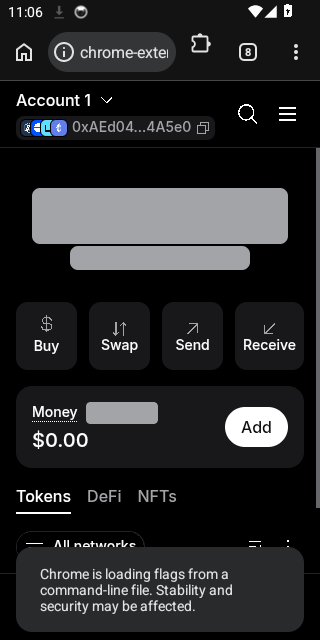 11:06
chrome-exte
8
Account 1
0xAEd04...4A5e0
Buy
Swap
Send
Receive
Money
$0.00
Add
Tokens
DeFi
NFTs
All networks
Chrome is loading flags from a
command-line file. Stability and
security may be affected.